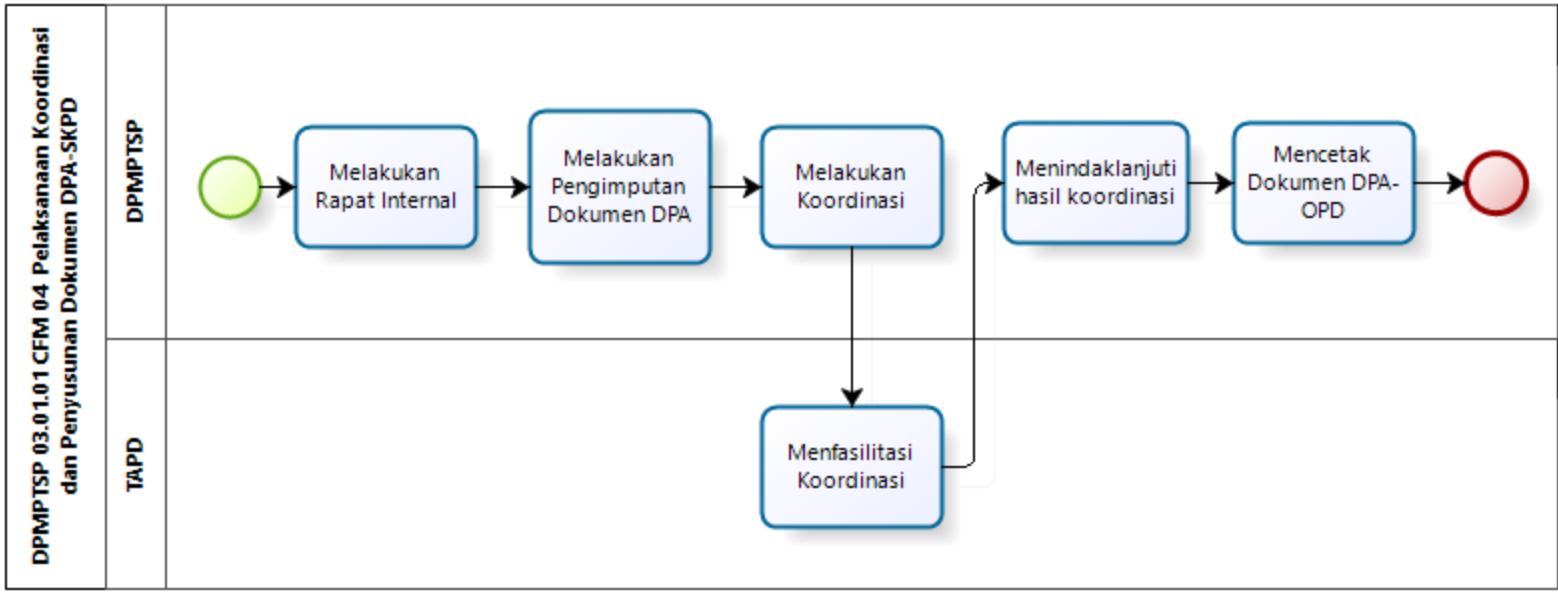 DPMPTSP 03.01.01 CFM 04 Pelaksanaan Koordinasi
dan Penyusunan Dokumen DPA-SKPD
DPMPTSP
Melakukan
Rapat Internal
Melakukan
Pengimputan
Dokumen DPA
Melakukan
Koordinasi
Menindaklanjuti
hasil koordinasi
Mencetak
Dokumen DPA-
OPD
TAPD
Menfasilitasi
Koordinasi